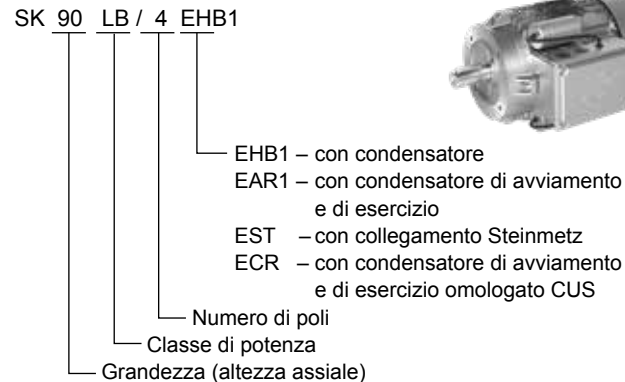 SK 90 LB / 4 EHB1
EHB1 – con condensatore
EAR1 – con condensatore di avviamento
e di esercizio
EST – con collegamento Steinmetz
ECR – con condensatore di avviamento
e di esercizio omologato CUS
Numero di poli
Classe di potenza
Grandezza (altezza assiale)